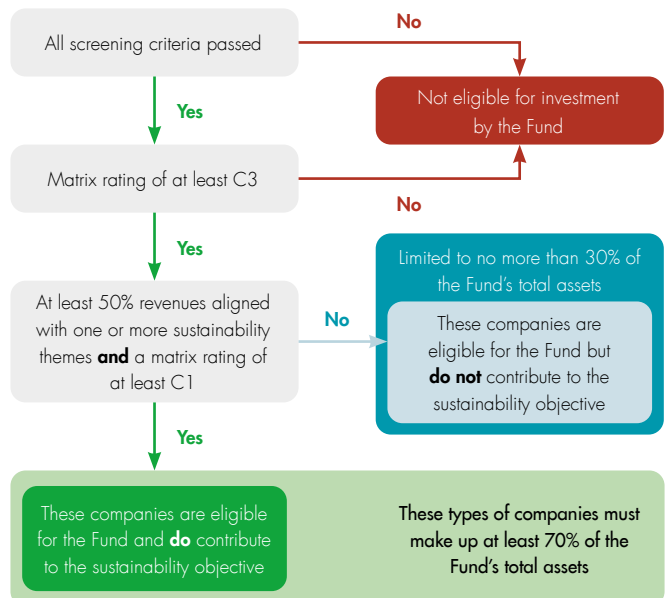 All screening criteria passed
No
Not eligible for investment
by the Fund
Yes
Matrix rating of at least C3
No
Yes
Limited to no more than 30% of
the Fund's total assets
At least 50% revenues aligned
with one or more sustainability
themes and a matrix rating of
at least C1
No
These companies are
eligible for the Fund but
do not contribute to the
sustainability objective
Yes
These companies are eligible
for the Fund and do contribute
to the sustainability objective
These types of companies must
make up at least 70% of the
Fund's total assets